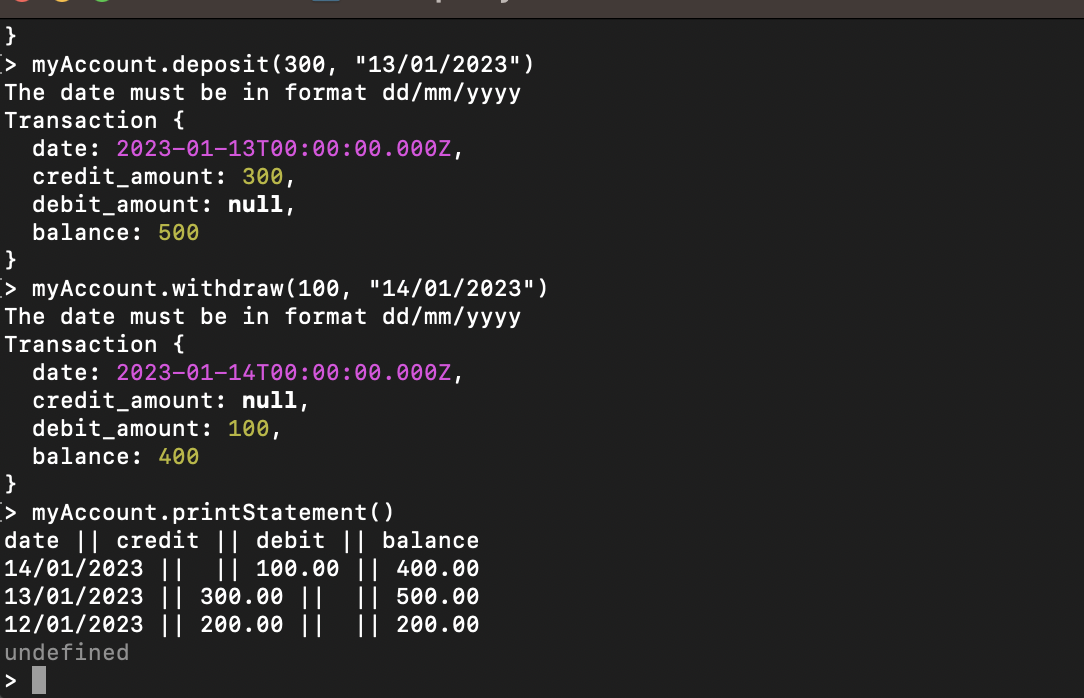 }
> myAccount.deposit(300, "13/01/2023")
The date must be in format dd/mm/yyyy
Transaction {
  date: 2023-01-13T00:00:00.000Z,
  credit_amount: 300,
  debit_amount: null,
  balance: 500
}
> myAccount.withdraw(100, "14/01/2023")
The date must be in format dd/mm/yyyy
Transaction {
  date: 2023-01-14T00:00:00.000Z,
  credit_amount: null,
  debit_amount: 100,
  balance: 400
}
> myAccount.printStatement()
date || credit || debit || balance
14/01/2023 ||  || 100.00 || 400.00
13/01/2023 || 300.00 ||  || 500.00
12/01/2023 || 200.00 ||  || 200.00
undefined
>